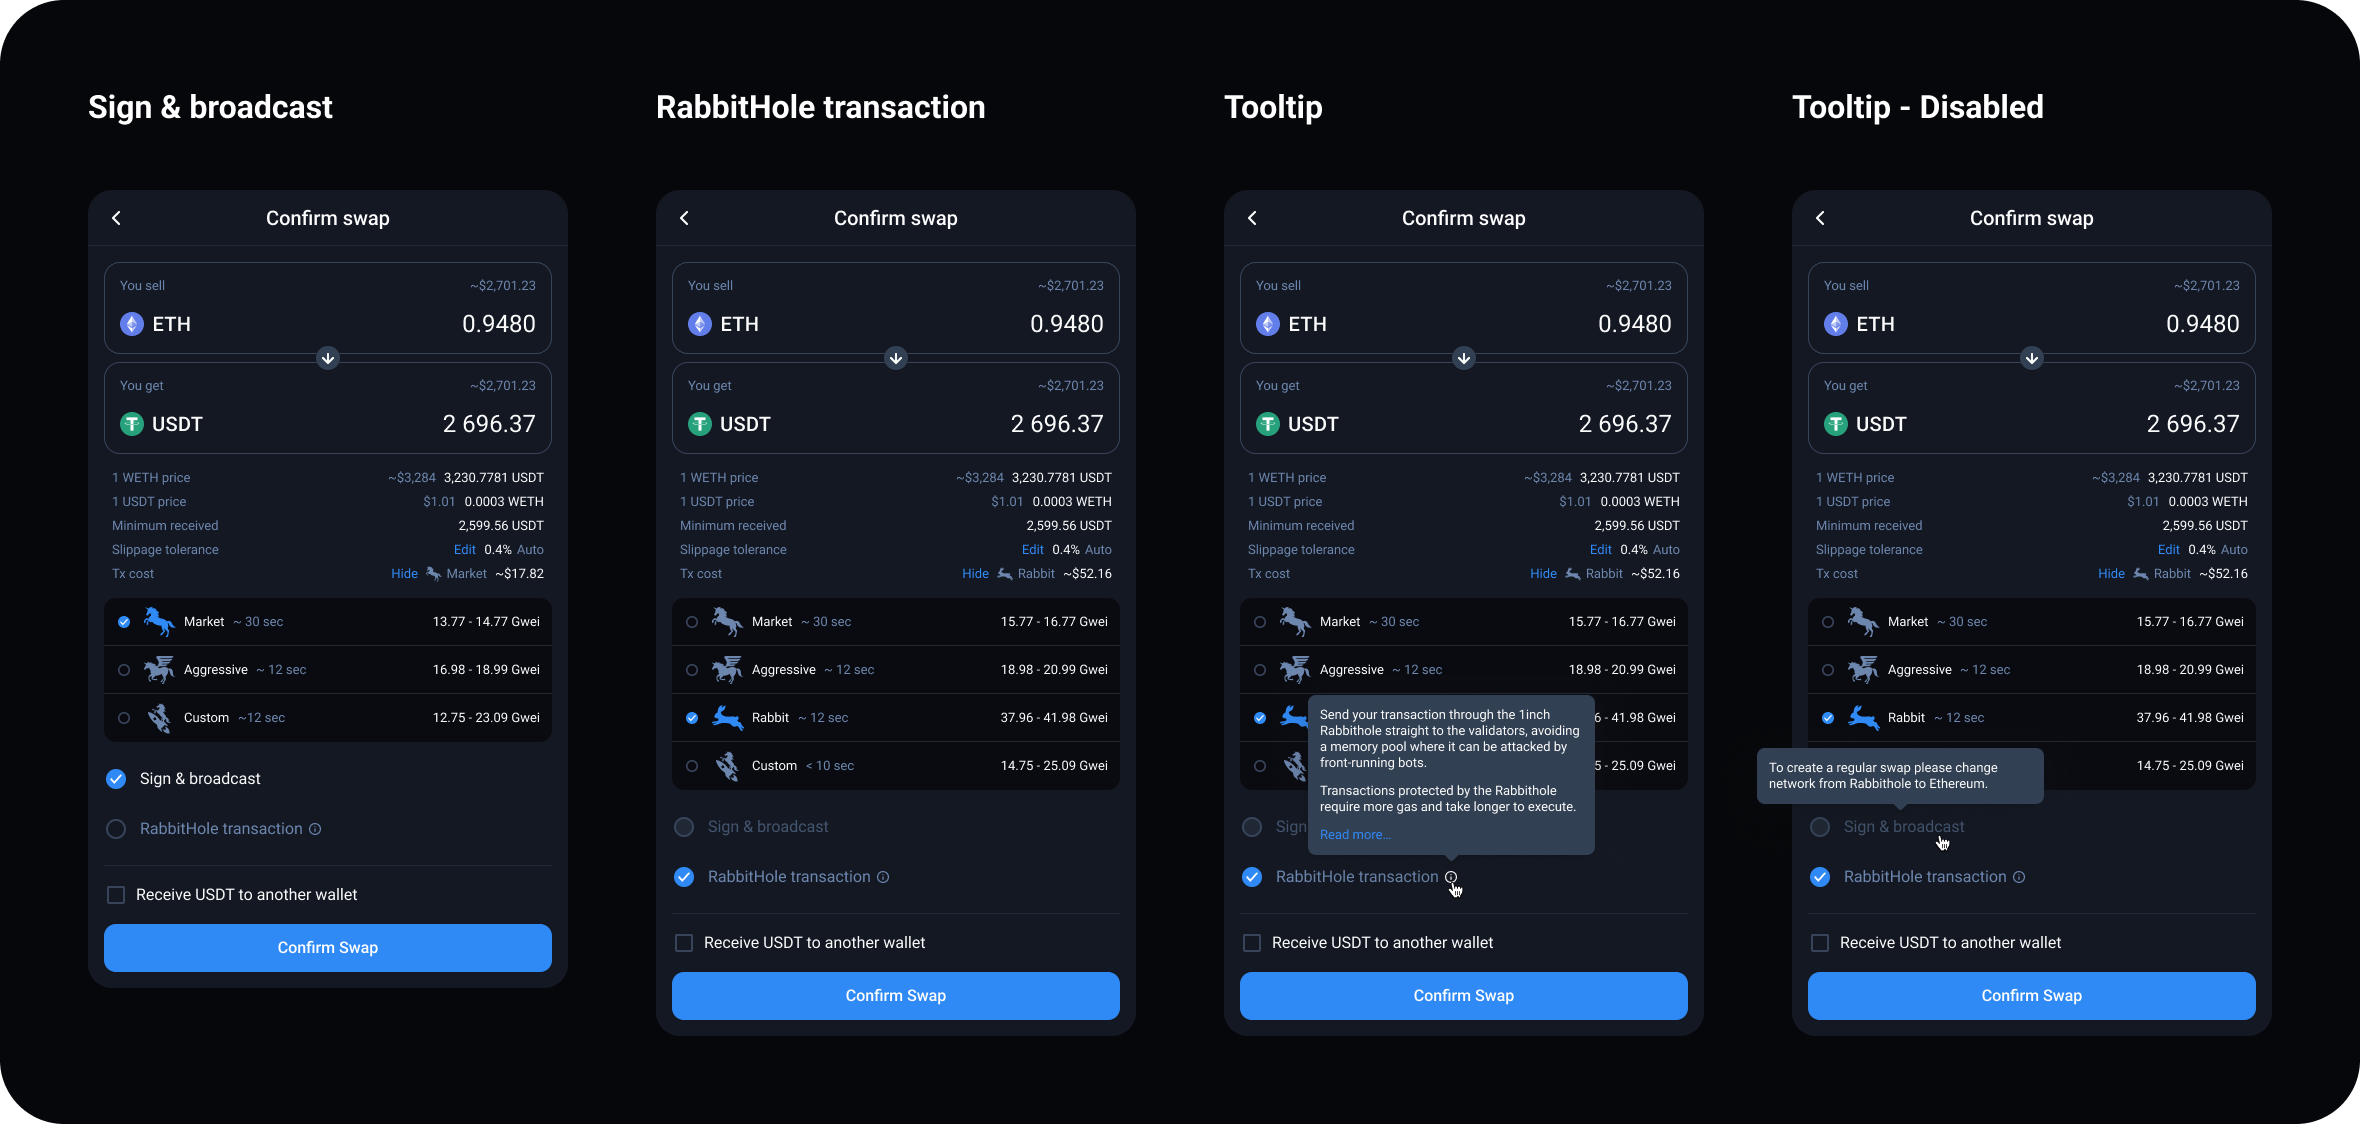 Sign & broadcast
Confirm swap
You sell ~$2,701.23
ETH 0.9480
You get ~$2,701.23
USDT 2 696.37
1 WETH price ~$3,284 3,230.7781 USDT
1 USDT price $1.01 0.0003 WETH
Minimum received 2,599.56 USDT
Slippage tolerance Edit 0.4% Auto
Tx cost Hide Market ~$17.82
Market ~ 30 sec 13.77 - 14.77 Gwei
Aggressive ~ 12 sec 16.98 - 18.99 Gwei
Custom ~12 sec 12.75 - 23.09 Gwei
Sign & broadcast
RabbitHole transaction
Receive USDT to another wallet
Confirm Swap
RabbitHole transaction
Confirm swap
You sell ~$2,701.23
ETH 0.9480
You get ~$2,701.23
USDT 2 696.37
1 WETH price ~$3,284 3,230.7781 USDT
1 USDT price $1.01 0.0003 WETH
Minimum received 2,599.56 USDT
Slippage tolerance Edit 0.4% Auto
Tx cost Hide Rabbit ~$52.16
Market ~ 30 sec 15.77 - 16.77 Gwei
Aggressive ~ 12 sec 18.98 - 20.99 Gwei
Rabbit ~ 12 sec 37.96 - 41.98 Gwei
Custom < 10 sec 14.75 - 25.09 Gwei
Sign & broadcast
RabbitHole transaction
Receive USDT to another wallet
Confirm Swap
Tooltip
Confirm swap
You sell ~$2,701.23
ETH 0.9480
You get ~$2,701.23
USDT 2 696.37
1 WETH price ~$3,284 3,230.7781 USDT
1 USDT price $1.01 0.0003 WETH
Minimum received 2,599.56 USDT
Slippage tolerance Edit 0.4% Auto
Tx cost Hide Rabbit ~$52.16
Market ~ 30 sec 15.77 - 16.77 Gwei
Aggressive ~ 12 sec 18.98 - 20.99 Gwei
6 - 41.98 Gwei
5 - 25.09 Gwei
Send your transaction through the 1inch
Rabbithole straight to the validators, avoiding
a memory pool where it can be attacked by
front-running bots.
Transactions protected by the Rabbithole
require more gas and take longer to execute.
Read more...
Sign
RabbitHole transaction
Receive USDT to another wallet
Confirm Swap
Tooltip - Disabled
Confirm swap
You sell ~$2,701.23
ETH 0.9480
You get ~$2,701.23
USDT 2 696.37
1 WETH price ~$3,284 3,230.7781 USDT
1 USDT price $1.01 0.0003 WETH
Minimum received 2,599.56 USDT
Slippage tolerance Edit 0.4% Auto
Tx cost Hide Rabbit ~$52.16
Market ~ 30 sec 15.77 - 16.77 Gwei
Aggressive ~ 12 sec 18.98 - 20.99 Gwei
Rabbit ~ 12 sec 37.96 - 41.98 Gwei
14.75 - 25.09 Gwei
To create a regular swap please change
network from Rabbithole to Ethereum.
Sign & broadcast
RabbitHole transaction
Receive USDT to another wallet
Confirm Swap